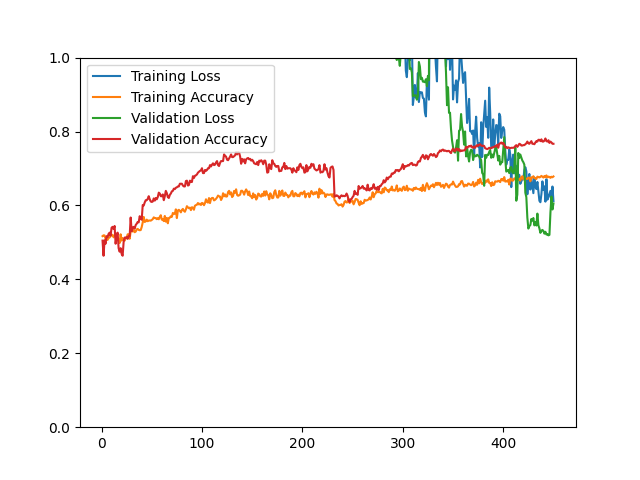 1.0
0.8
0.6
0.4
0.2
0.0
Training Loss
Training Accuracy
Validation Loss
Validation Accuracy
0 100 200 300 400